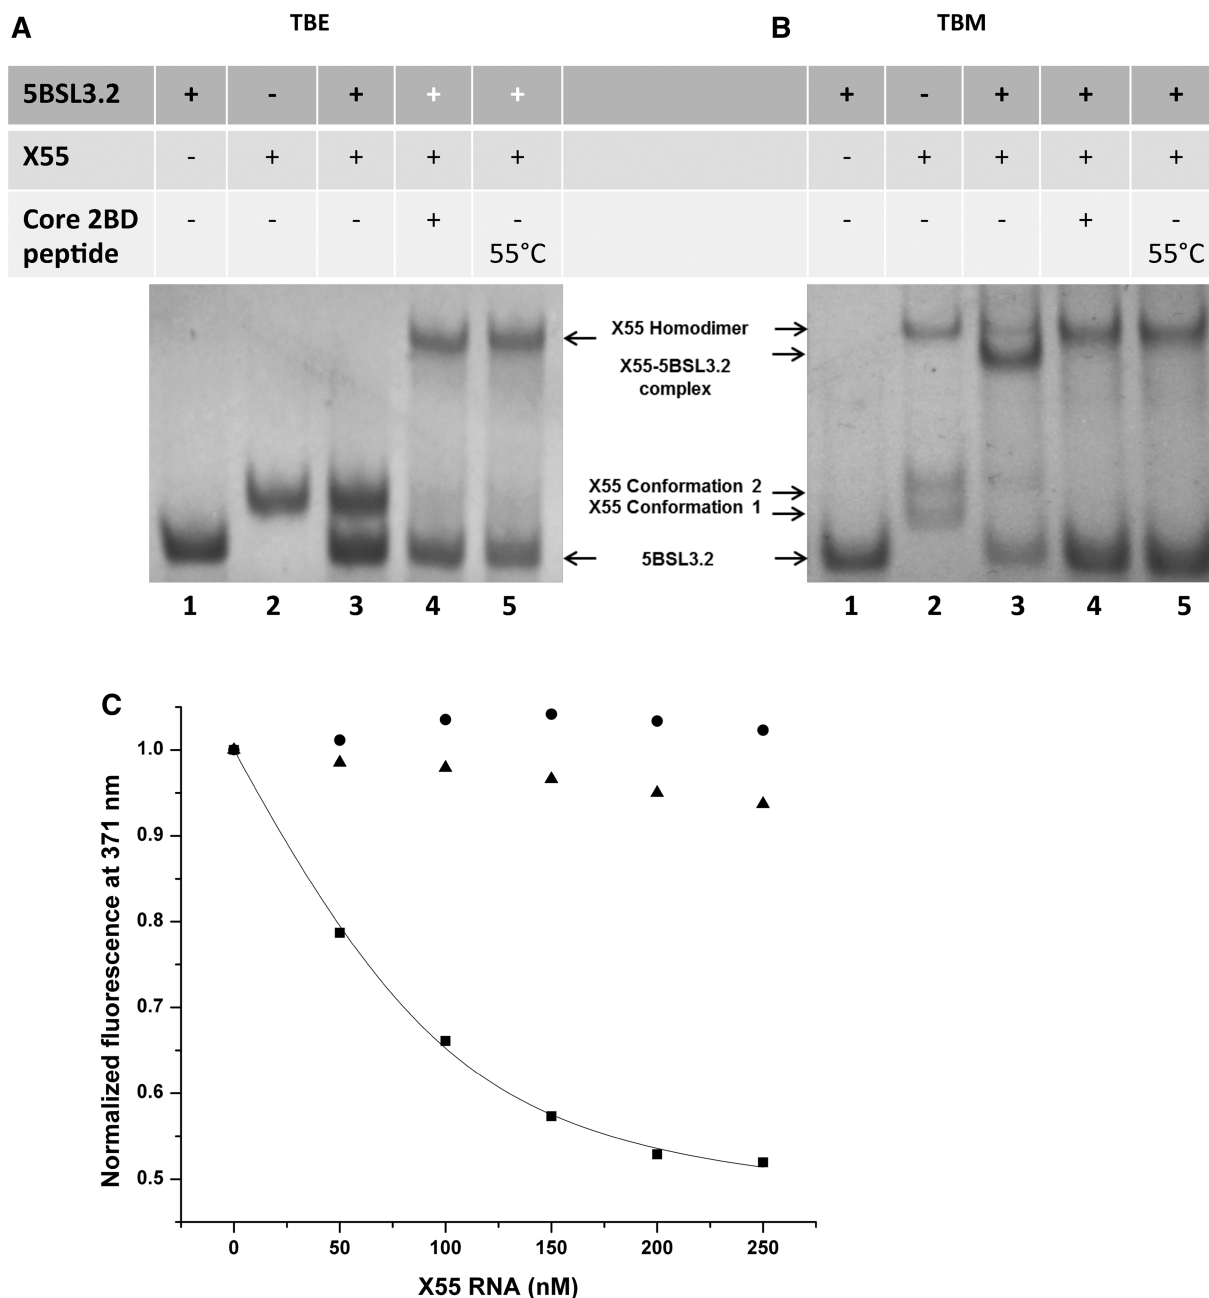 A TBE B TBM
5BSL3.2 + - + + + + - + + +
X55 - + + + + - + + + +
Core 2BD - - - + - - - - + -
peptide 55°C 55°C
X55 Homodimer
X55-5BSL3.2
complex
X55 Conformation 2
X55 Conformation 1
5BSL3.2
1 2 3 4 5 1 2 3 4 5
C
Normalized fluorescence at 371 nm
1.0
0.9
0.8
0.7
0.6
0.5
0 50 100 150 200 250
X55 RNA (nM)